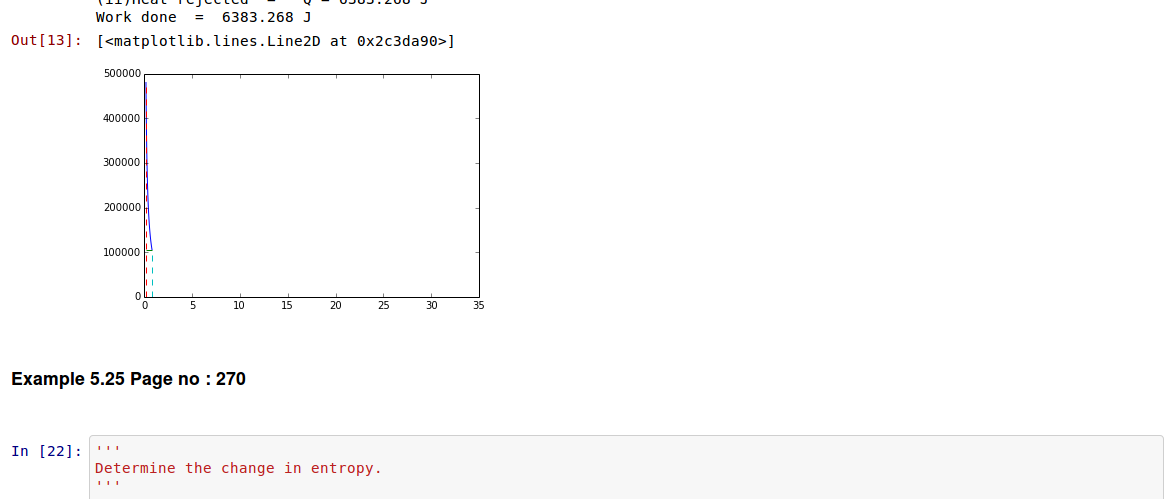 (ii)Heat rejected  =   Q = 6383.268 J
Work done  =  6383.268 J
Out[13]: [<matplotlib.lines.Line2D at 0x2c3da90>]
500000
400000
300000
200000
100000
0
0 5 10 15 20 25 30 35
Example 5.25 Page no : 270
In [22]: '''
Determine the change in entropy.
'''